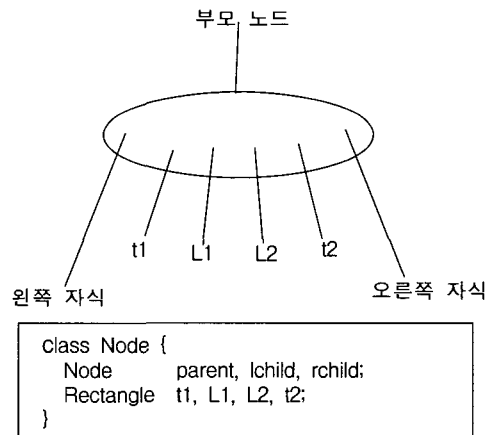 부모 노드
t1 L1 L2 t2
왼쪽 자식 오른쪽 자식
class Node {
Node parent, lchild, rchild;
Rectangle t1, L1, L2, t2;
}